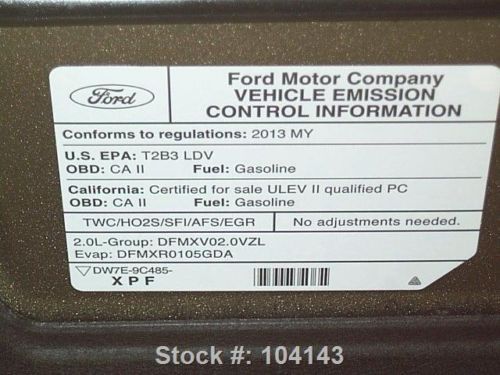 Ford
Ford Motor Company
VEHICLE EMISSION
CONTROL INFORMATION
Conforms to regulations: 2013 MY
U.S. EPA: T2B3 LDV
OBD: CA II Fuel: Gasoline
California: Certified for sale ULEV II qualified PC
OBD: CA II Fuel: Gasoline
TWC/HO2S/SFI/AFS/EGR No adjustments needed.
2.0L-Group: DFMXV02.0VZL
Evap: DFMXR0105GDA
DW7E-9C485-
XPF
Stock #: 104143